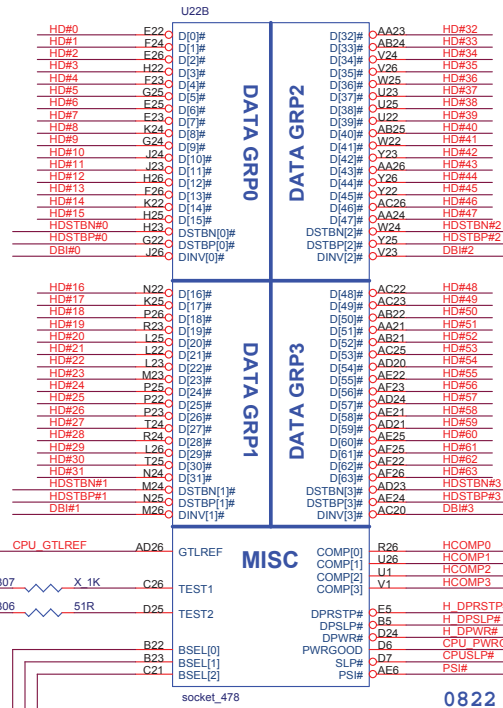 U22B
HD#0 E22 D[0]# D[32]# AA23 HD#32
HD#1 F24 D[1]# D[33]# AB24 HD#33
HD#2 E26 D[2]# D[34]# V24 HD#34
HD#3 H22 D[3]# D[35]# V26 HD#35
HD#4 F23 D[4]# D[36]# W25 HD#36
HD#5 G25 D[5]# D[37]# U23 HD#37
HD#6 E25 D[6]# D[38]# U25 HD#38
HD#7 E23 D[7]# D[39]# U22 HD#39
HD#8 K24 D[8]# D[40]# AB25 HD#40
HD#9 G24 D[9]# D[41]# W22 HD#41
HD#10 J24 D[10]# D[42]# Y23 HD#42
HD#11 J23 D[11]# D[43]# AA26 HD#43
HD#12 H26 D[12]# D[44]# Y26 HD#44
HD#13 F26 D[13]# D[45]# Y22 HD#45
HD#14 K22 D[14]# D[46]# AC26 HD#46
HD#15 H25 D[15]# D[47]# AA24 HD#47
HDSTBN#0 H23 DSTBN[0]# DSTBN[2]# W24 HDSTBN#2
HDSTBP#0 G22 DSTBP[0]# DSTBP[2]# Y25 HDSTBP#2
DBI#0 J26 DINV[0]# DINV[2]# V23 DBI#2
DATA GRP0
DATA GRP2
HD#16 N22 D[16]# D[48]# AC22 HD#48
HD#17 K25 D[17]# D[49]# AC23 HD#49
HD#18 P26 D[18]# D[50]# AB22 HD#50
HD#19 R23 D[19]# D[51]# AA21 HD#51
HD#20 L25 D[20]# D[52]# AB21 HD#52
HD#21 L22 D[21]# D[53]# AC25 HD#53
HD#22 L23 D[22]# D[54]# AD20 HD#54
HD#23 M23 D[23]# D[55]# AE22 HD#55
HD#24 P25 D[24]# D[56]# AF23 HD#56
HD#25 P22 D[25]# D[57]# AD24 HD#57
HD#26 P23 D[26]# D[58]# AE21 HD#58
HD#27 T24 D[27]# D[59]# AD21 HD#59
HD#28 R24 D[28]# D[60]# AE25 HD#60
HD#29 L26 D[29]# D[61]# AF25 HD#61
HD#30 T25 D[30]# D[62]# AF22 HD#62
HD#31 N24 D[31]# D[63]# AF26 HD#63
HDSTBN#1 M24 DSTBN[1]# DSTBN[3]# AD23 HDSTBN#3
HDSTBP#1 N25 DSTBP[1]# DSTBP[3]# AE24 HDSTBP#3
DBI#1 M26 DINV[1]# DINV[3]# AC20 DBI#3
DATA GRP1
DATA GRP3
MISC
CPU_GTLREF AD26 GTLREF COMP[0] R26 HCOMP0
COMP[1] U26 HCOMP1
COMP[2] U1 HCOMP2
X_1K C26 TEST1 COMP[3] V1 HCOMP3
51R D25 TEST2 DPRSTP# E5 H_DPRSTP
DPSLP# B5 H_DPSLP#
DPWR# D24 H_DPWR#
B22 BSEL[0] PWRGOOD D6 CPU_PWRG
B23 BSEL[1] SLP# D7 CPUSLP#
C21 BSEL[2] PSI# AE6 PSI#
socket_478
0822